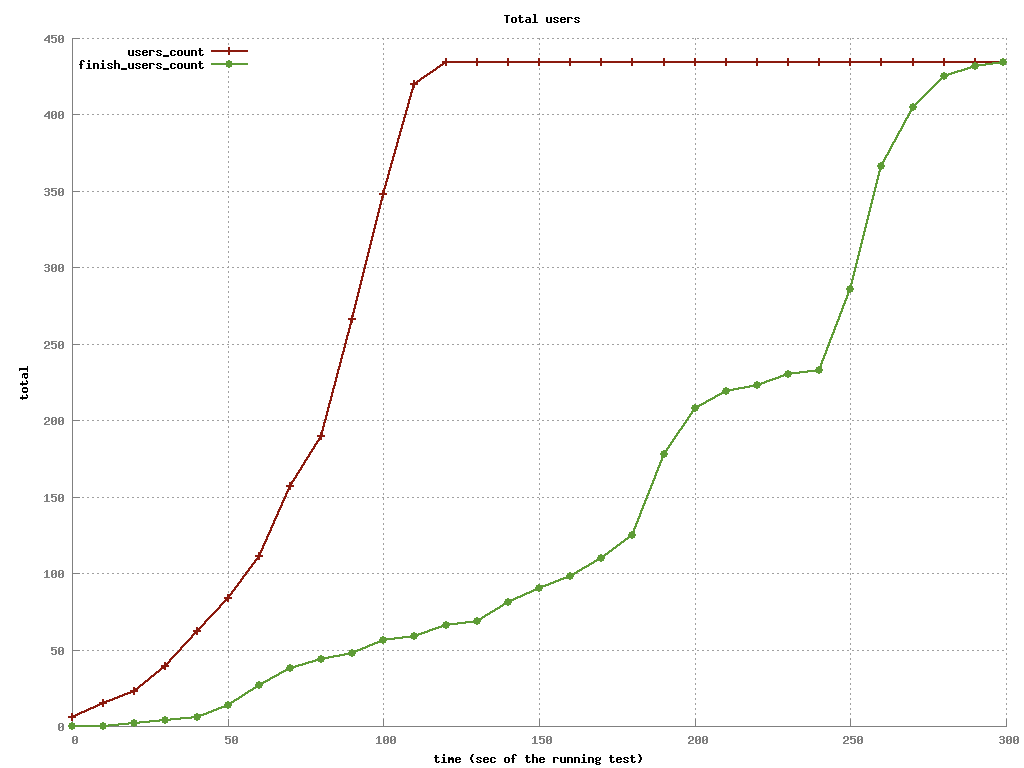 Total users
users_count
finish_users_count
450
400
350
300
250
200
150
100
50
0
total
0 50 100 150 200 250 300
time (sec of the running test)